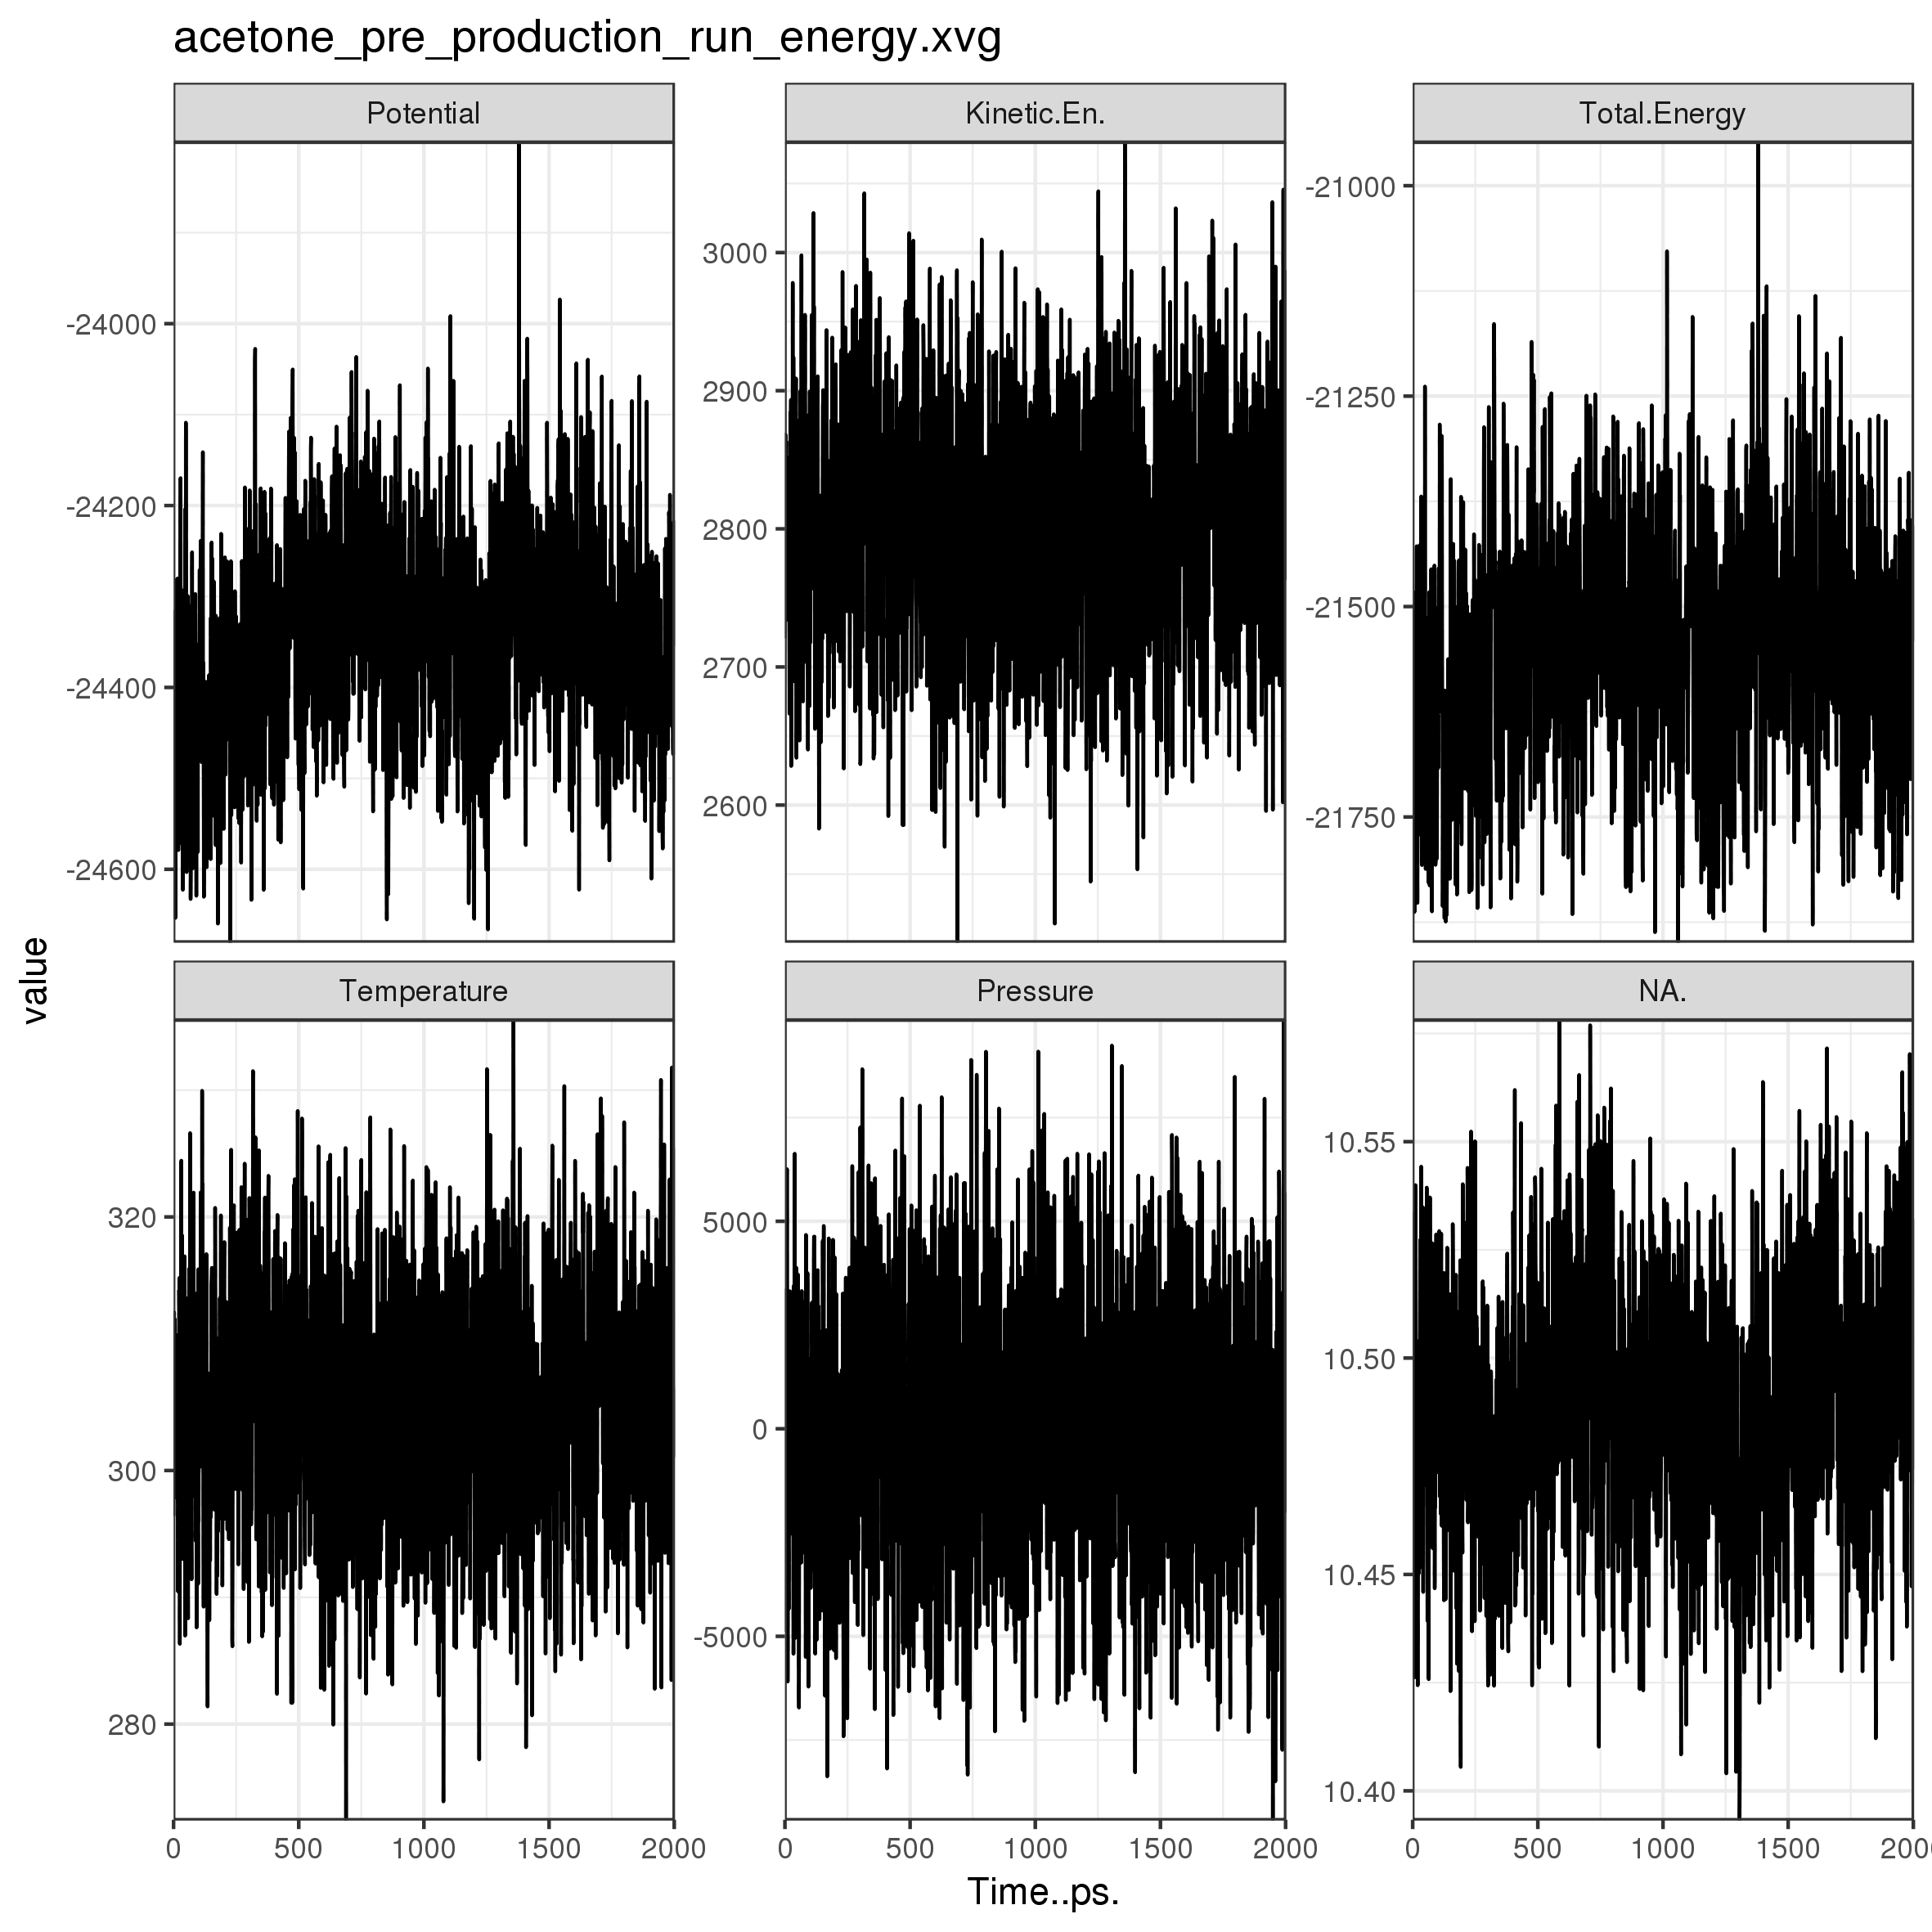 acetone_pre_production_run_energy.xvg
Potential
Kinetic.En.
Total.Energy
-24000
-24200
-24400
-24600
3000
2900
2800
2700
2600
-21000
-21250
-21500
-21750
value
Temperature
Pressure
NA.
320
300
280
5000
0
-5000
10.55
10.50
10.45
10.40
0 500 1000 1500 2000
0 500 1000 1500 2000
0 500 1000 1500 200
Time..ps.